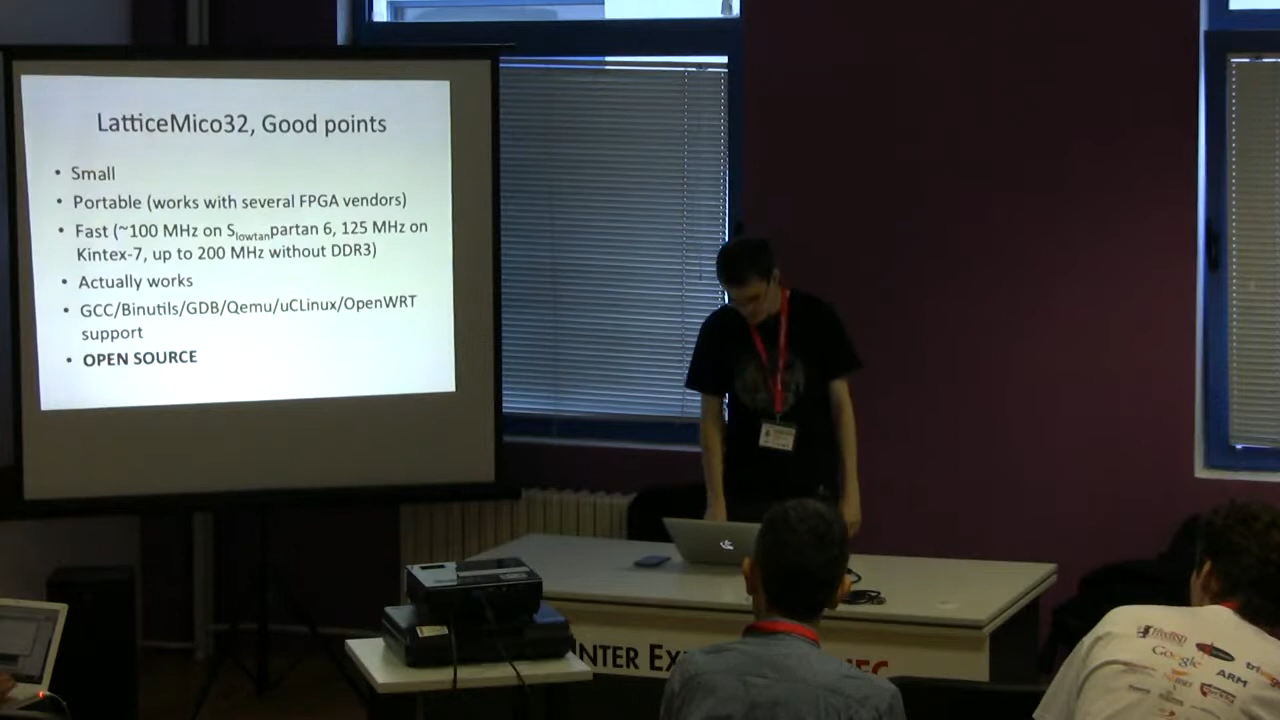 LatticeMico32, Good points
• Small
• Portable (works with several FPGA vendors)
• Fast (~100 MHz on Slowtanpartan 6, 125 MHz on
Kintex-7, up to 200 MHz without DDR3)
• Actually works
• GCC/Binutils/GDB/Qemu/uCLinux/OpenWRT
support
• OPEN SOURCE
INTER EX
FreeBSD
Google
ARM